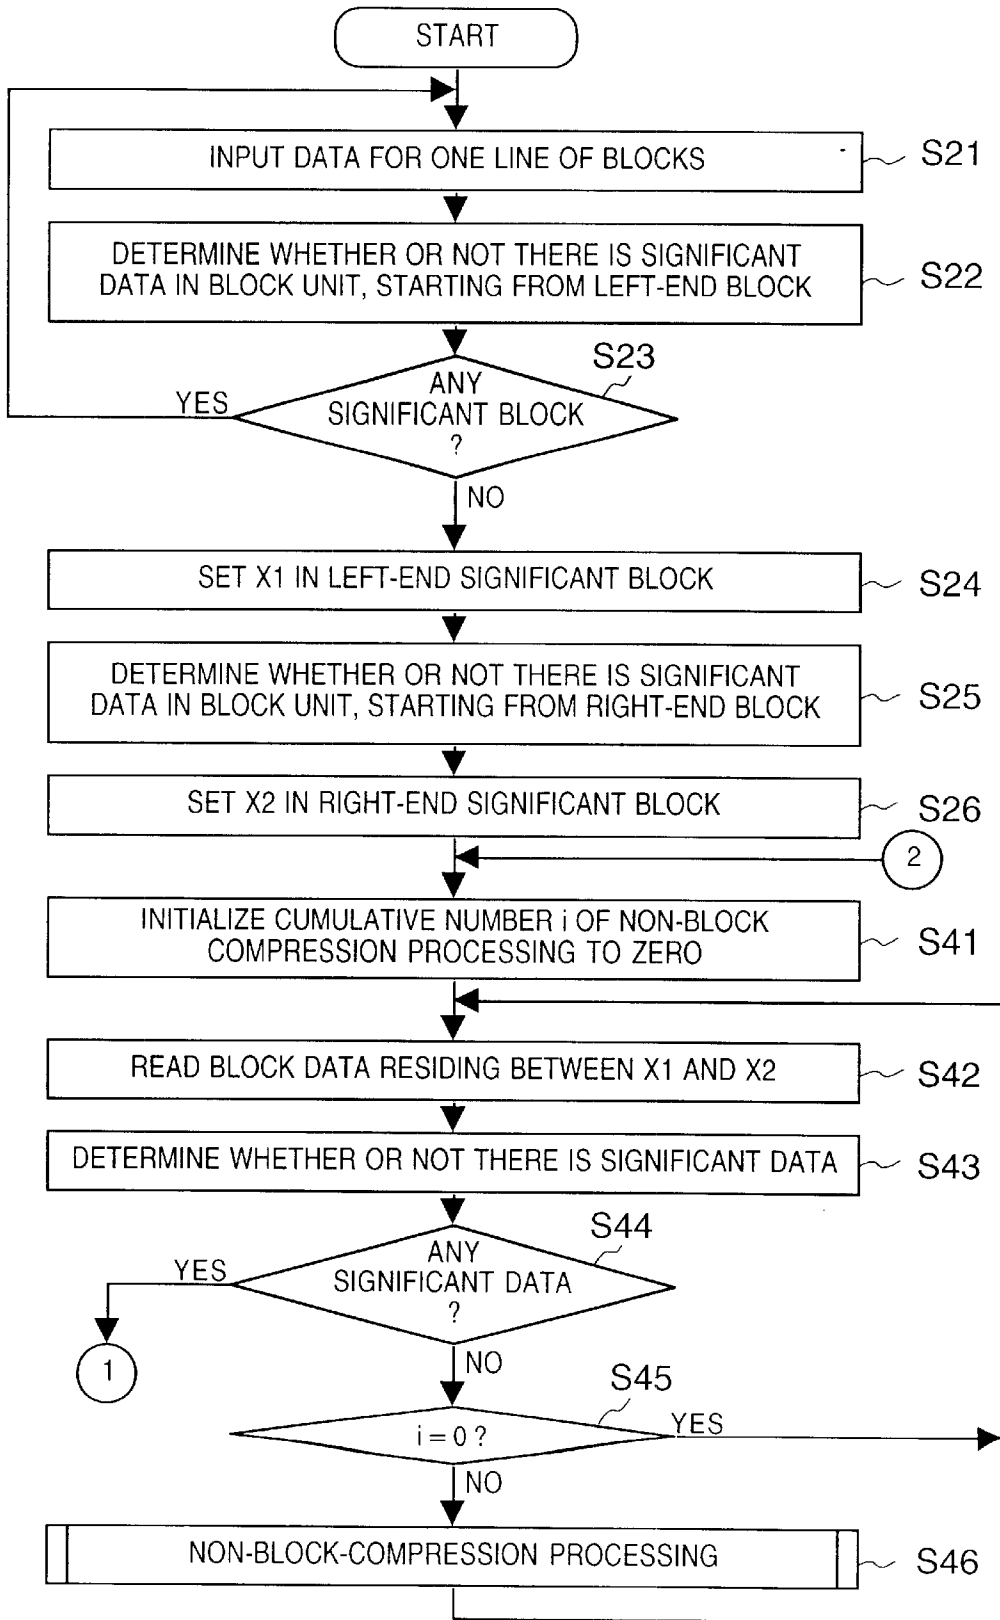 START
INPUT DATA FOR ONE LINE OF BLOCKS
S21
DETERMINE WHETHER OR NOT THERE IS SIGNIFICANT
DATA IN BLOCK UNIT, STARTING FROM LEFT-END BLOCK
S22
S23
ANY
SIGNIFICANT BLOCK
?
YES
NO
SET X1 IN LEFT-END SIGNIFICANT BLOCK
S24
DETERMINE WHETHER OR NOT THERE IS SIGNIFICANT
DATA IN BLOCK UNIT, STARTING FROM RIGHT-END BLOCK
S25
SET X2 IN RIGHT-END SIGNIFICANT BLOCK
S26
2
INITIALIZE CUMULATIVE NUMBER i OF NON-BLOCK
COMPRESSION PROCESSING TO ZERO
S41
READ BLOCK DATA RESIDING BETWEEN X1 AND X2
S42
DETERMINE WHETHER OR NOT THERE IS SIGNIFICANT DATA
S43
S44
ANY
SIGNIFICANT DATA
?
YES
1
NO
S45
i = 0 ?
YES
NO
NON-BLOCK-COMPRESSION PROCESSING
S46